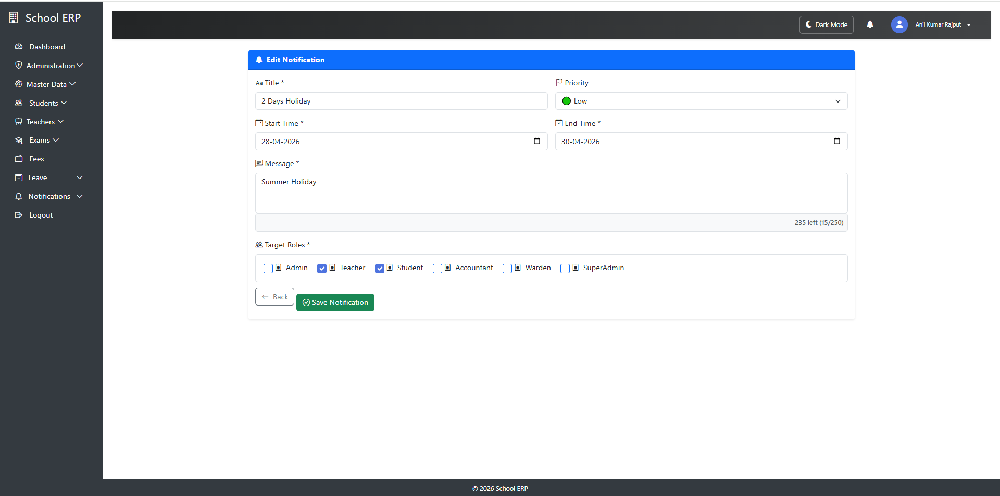 School ERP
Dashboard
Administration
Master Data
Students
Teachers
Exams
Fees
Leave
Notifications
Logout
Dark Mode
Anil Kumar Rajput
Edit Notification
Aa Title *
2 Days Holiday
Priority
Low
Start Time *
28-04-2026
End Time *
30-04-2026
Message *
Summer Holiday
235 left (15/250)
Target Roles *
Admin Teacher Student Accountant Warden SuperAdmin
Back
Save Notification
© 2026 School ERP